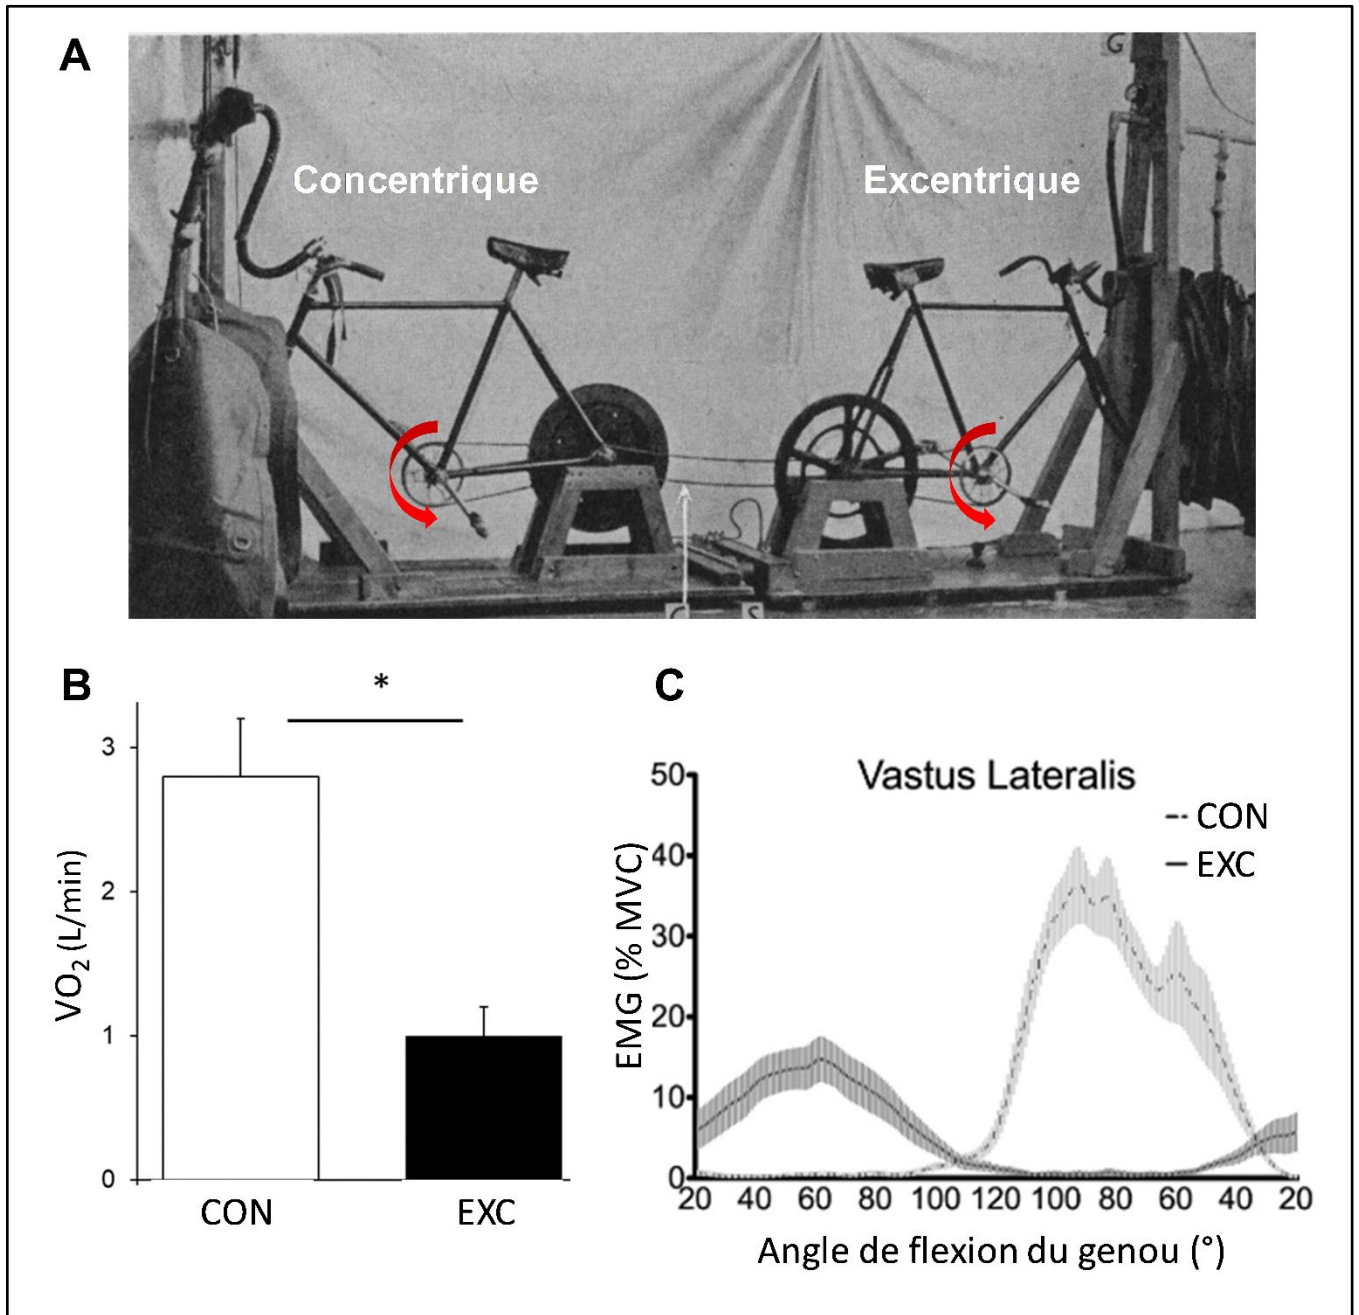 A
G
Concentrique
Excentrique
C
S
B
*
3
2
1
0
VO₂ (L/min)
CON
EXC
C
Vastus Lateralis
CON
EXC
50
40
30
20
10
0
EMG (% MVC)
20 40 60 80 100 120 100 80 60 40 20
Angle de flexion du genou (°)